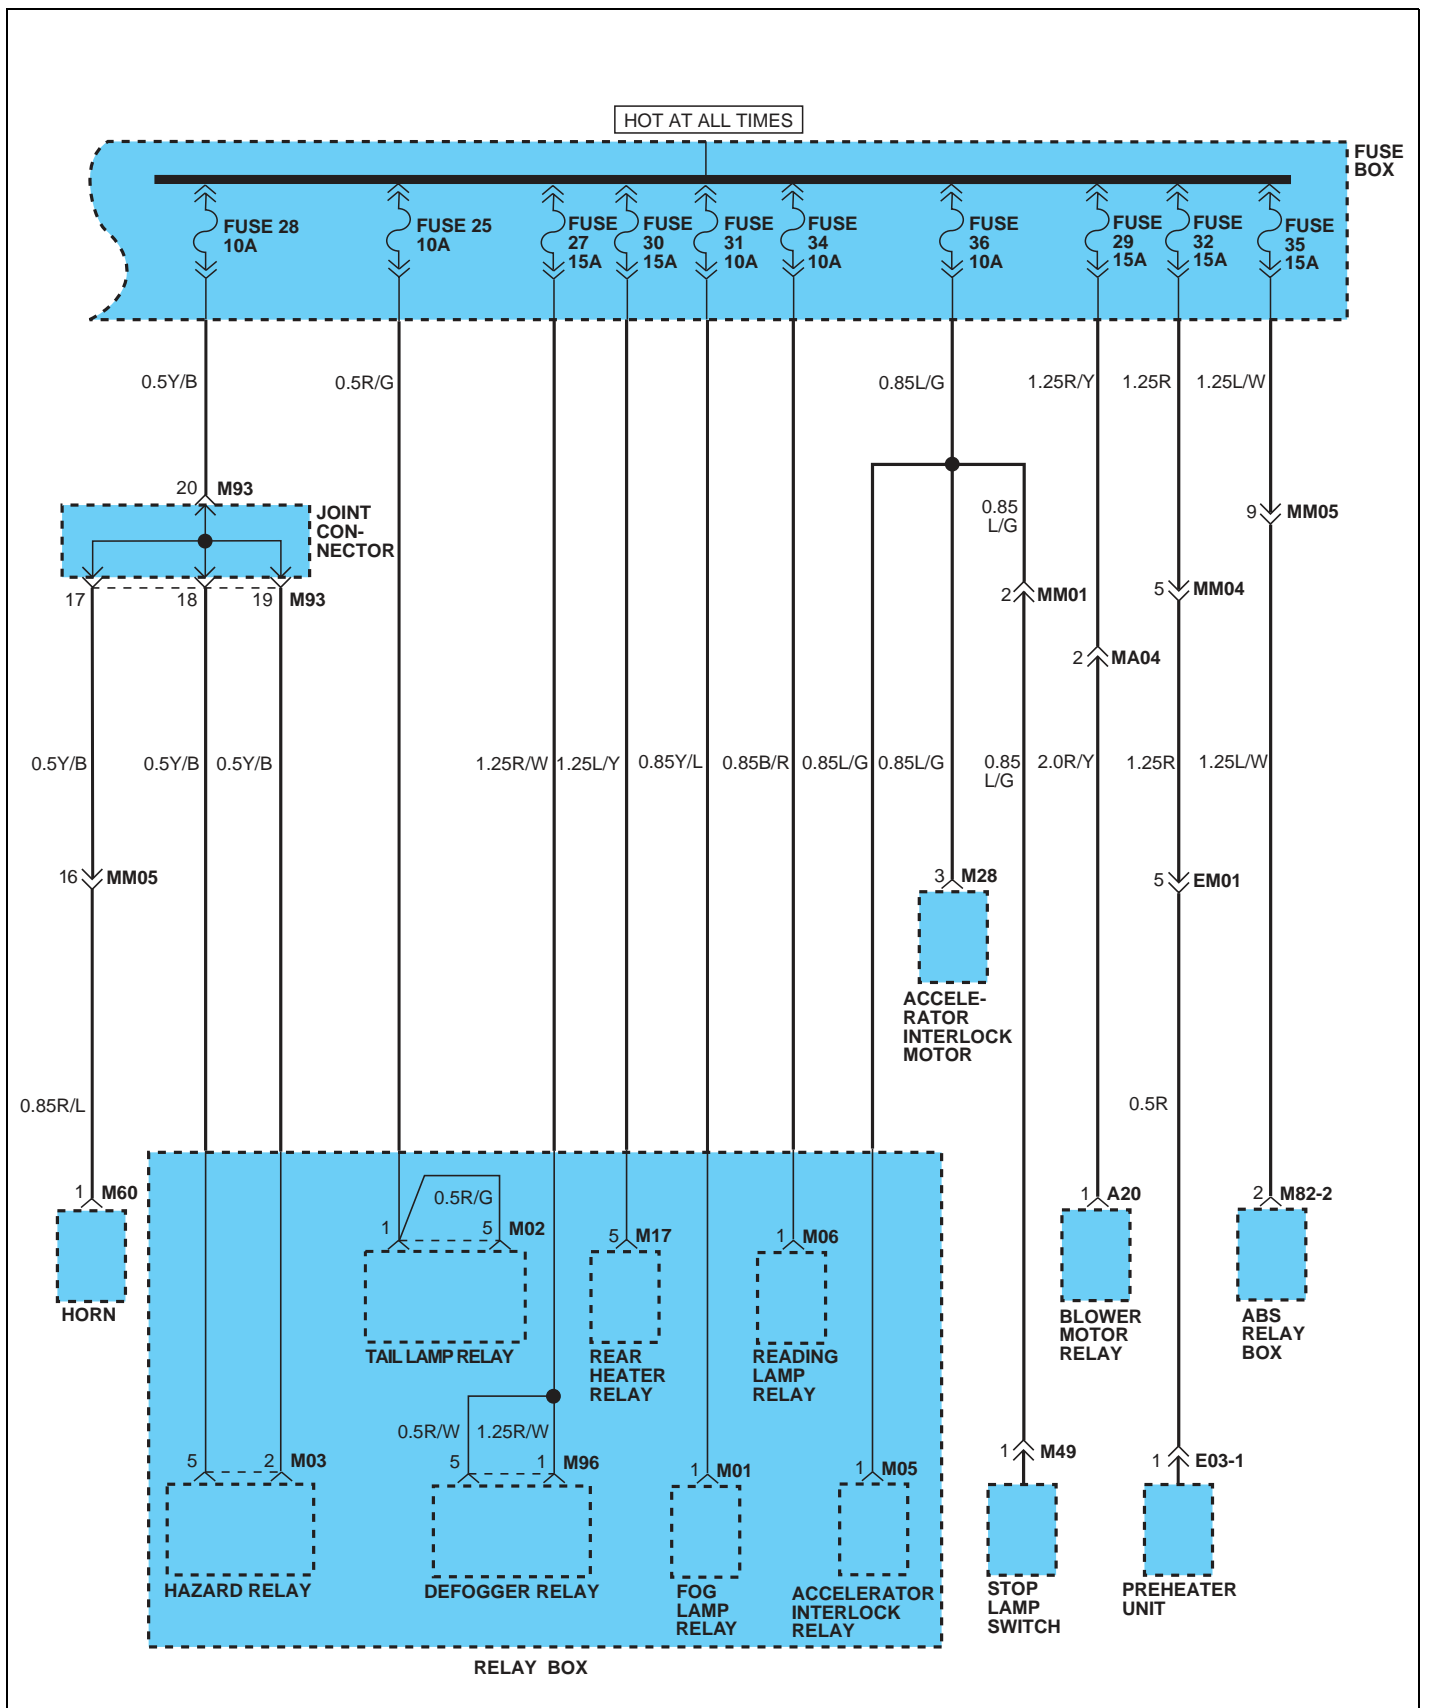 HOT AT ALL TIMES
FUSE
BOX
FUSE 28
10A
FUSE 25
10A
FUSE
27
15A
FUSE
30
15A
FUSE
31
10A
FUSE
34
10A
FUSE
36
10A
FUSE
29
15A
FUSE
32
15A
FUSE
35
15A
0.5Y/B
0.5R/G
0.85L/G
1.25R/Y
1.25R
1.25L/W
20 M93
JOINT
CON-
NECTOR
0.85
L/G
9 MM05
17
18
19 M93
2 MM01
5 MM04
2 MA04
0.5Y/B
0.5Y/B
0.5Y/B
1.25R/W
1.25L/Y
0.85Y/L
0.85B/R
0.85L/G
0.85L/G
0.85
L/G
2.0R/Y
1.25R
1.25L/W
16 MM05
3 M28
5 EM01
ACCELE-
RATOR
INTERLOCK
MOTOR
0.85R/L
0.5R
1 M60
HORN
0.5R/G
1
5 M02
TAIL LAMP RELAY
5 M17
REAR
HEATER
RELAY
1 M06
READING
LAMP
RELAY
1 A20
BLOWER
MOTOR
RELAY
2 M82-2
ABS
RELAY
BOX
0.5R/W
1.25R/W
5
2 M03
HAZARD RELAY
5
1 M96
DEFOGGER RELAY
1 M01
FOG
LAMP
RELAY
1 M05
ACCELERATOR
INTERLOCK
RELAY
1 M49
STOP
LAMP
SWITCH
1 E03-1
PREHEATER
UNIT
RELAY BOX